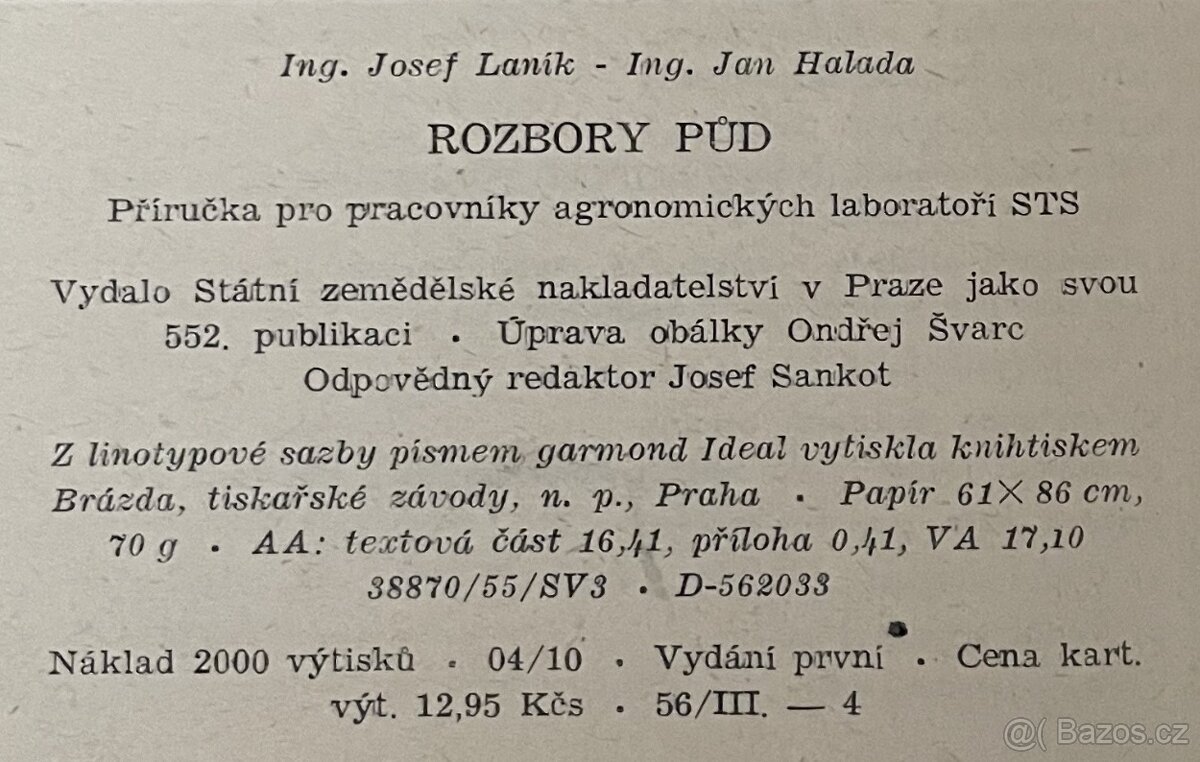 Ing. Josef Laník - Ing. Jan Halada
ROZBORY PŮD
Příručka pro pracovníky agronomických laboratoří STS
Vydalo Státní zemědělské nakladatelství v Praze jako svou
552. publikaci • Úprava obálky Ondřej Švarc
Odpovědný redaktor Josef Sankot
Z linotypové sazby písmem garmond Ideal vytiskla knihtiskem
Brázda, tiskařské závody, n. p., Praha • Papír 61X 86 cm,
70 g • AA: textová část 16,41, příloha 0,41, VA 17,10
38870/55/SV3 • D-562033
Náklad 2000 výtisků • 04/10 • Vydání první • Cena kart.
výt. 12,95 Kčs • 56/III. — 4
@( Bazos.cz